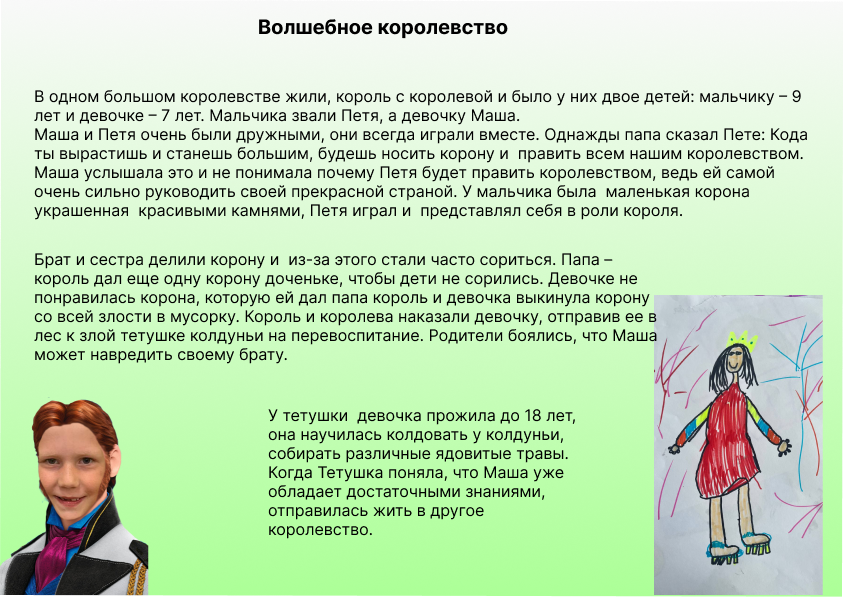 Волшебное королевство
В одном большом королевстве жили, король с королевой и было у них двое детей: мальчику – 9
лет и девочке – 7 лет. Мальчика звали Петя, а девочку Маша.
Маша и Петя очень были дружными, они всегда играли вместе. Однажды папа сказал Пете: Кода
ты вырастишь и станешь большим, будешь носить корону и  править всем нашим королевством.
Маша услышала это и не понимала почему Петя будет править королевством, ведь ей самой
очень сильно руководить своей прекрасной страной. У мальчика была  маленькая корона
украшенная  красивыми камнями, Петя играл и  представлял себя в роли короля.
Брат и сестра делили корону и  из-за этого стали часто сориться. Папа –
король дал еще одну корону доченьке, чтобы дети не сорились. Девочке не
понравилась корона, которую ей дал папа король и девочка выкинула корону
со всей злости в мусорку. Король и королева наказали девочку, отправив ее в
лес к злой тетушке колдуньи на перевоспитание. Родители боялись, что Маша
может навредить своему брату.
У тетушки  девочка прожила до 18 лет,
она научилась колдовать у колдуньи,
собирать различные ядовитые травы.
Когда Тетушка поняла, что Маша уже
обладает достаточными знаниями,
отправилась жить в другое
королевство.